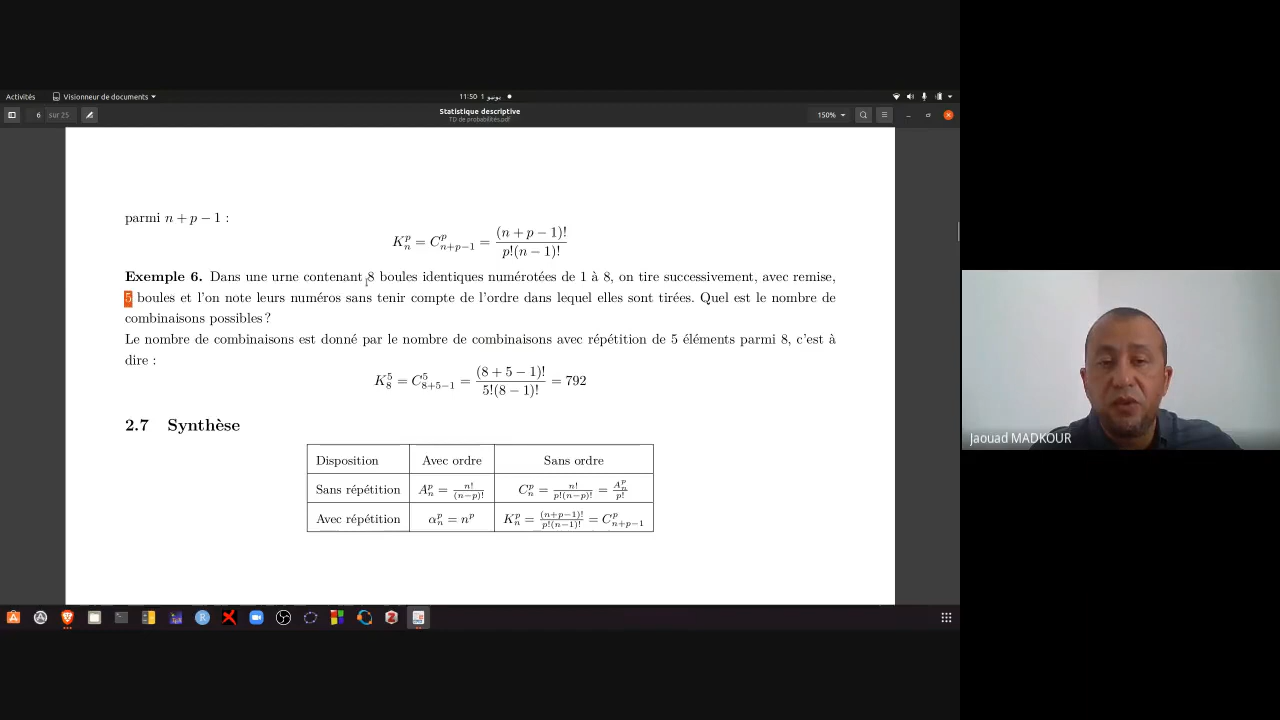 Activités
Visionneur de documents
11:50 1 يونيو
6 sur 25
Statistique descriptive
TD de probabilités.pdf
150%
parmi n + p − 1 :
K_n^p = C_{n+p−1}^p = (n + p − 1)! / p!(n − 1)!
Exemple 6. Dans une urne contenant 8 boules identiques numérotées de 1 à 8, on tire successivement, avec remise,
5 boules et l'on note leurs numéros sans tenir compte de l'ordre dans lequel elles sont tirées. Quel est le nombre de
combinaisons possibles ?
Le nombre de combinaisons est donné par le nombre de combinaisons avec répétition de 5 éléments parmi 8, c'est à
dire :
K_8^5 = C_{8+5−1}^5 = (8 + 5 − 1)! / 5!(8 − 1)! = 792
2.7 Synthèse
Disposition Avec ordre Sans ordre
Sans répétition A_n^p = n!/(n−p)! C_n^p = n!/p!(n−p)! = A_n^p/p!
Avec répétition α_n^p = n^p K_n^p = (n+p−1)!/p!(n−1)! = C_{n+p−1}^p
Jaouad MADKOUR